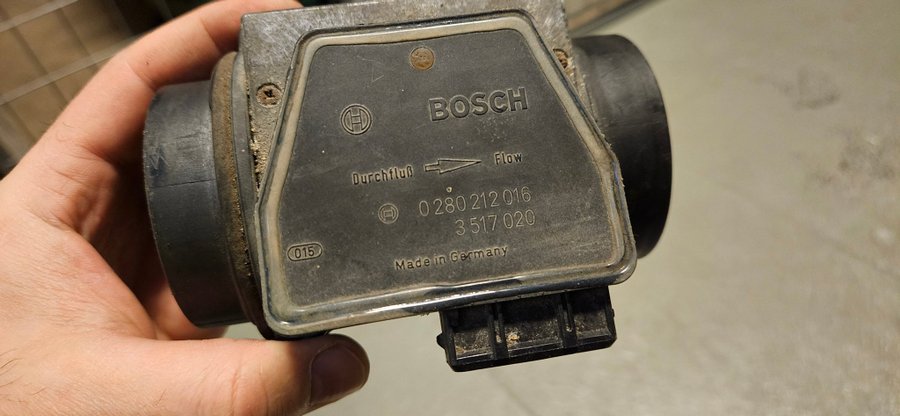 BOSCH
Durchfluß Flow
0 280 212 016
3 517 020
015
Made in Germany